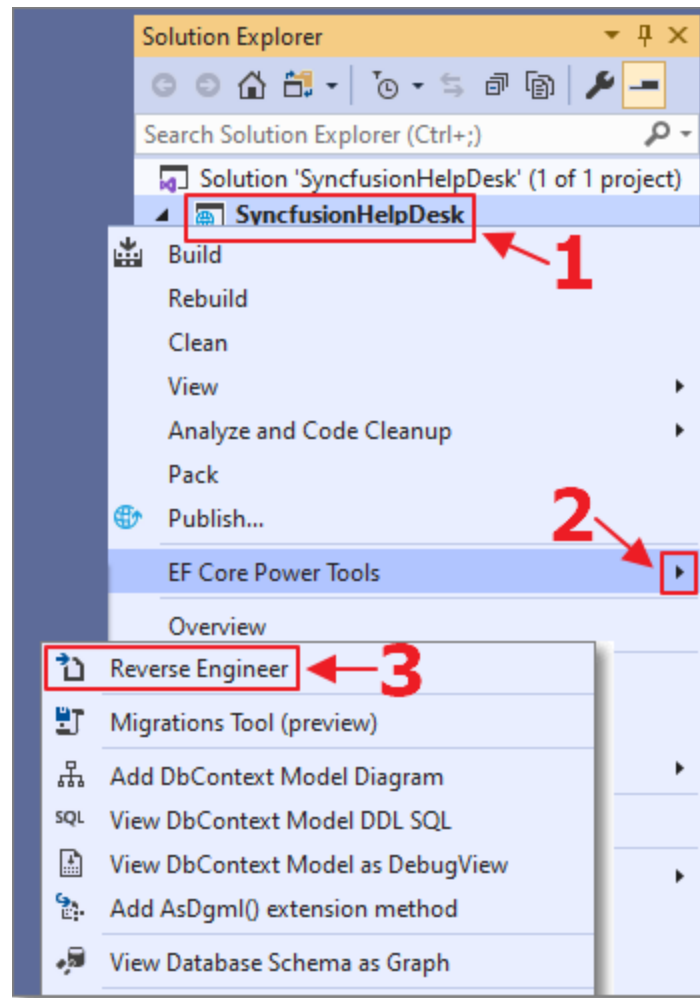 Solution Explorer
Search Solution Explorer (Ctrl+;)
Solution 'SyncfusionHelpDesk' (1 of 1 project)
SyncfusionHelpDesk
1
Build
Rebuild
Clean
View
Analyze and Code Cleanup
Pack
Publish...
2
EF Core Power Tools
Overview
Reverse Engineer
3
Migrations Tool (preview)
Add DbContext Model Diagram
SQL View DbContext Model DDL SQL
View DbContext Model as DebugView
Add AsDgml() extension method
View Database Schema as Graph